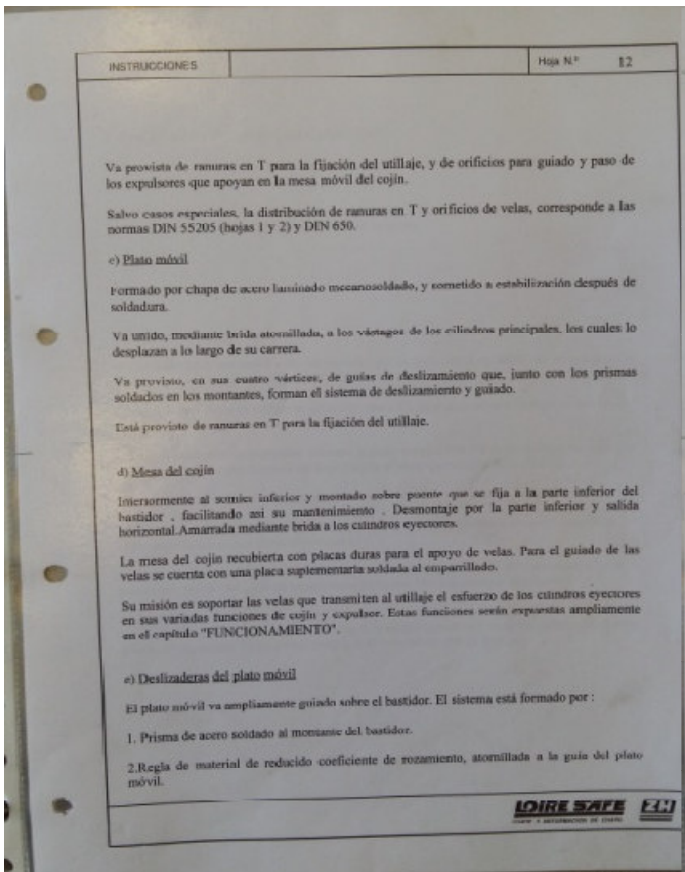 INSTRUCCIONES
Hoja N.º 12
Va provista de ranuras en T para la fijación del utillaje, y de orificios para guiado y paso de
los expulsores que apoyan en la mesa móvil del cojín.
Salvo casos especiales, la distribución de ranuras en T y orificios de velas, corresponde a las
normas DIN 55205 (hojas 1 y 2) y DIN 650.
c) Plato móvil
Formado por chapa de acero laminado mecanosoldado, y sometido a estabilización después de
soldadura.
Va unido, mediante brida atornillada, a los vástagos de los cilindros principales, los cuales lo
desplazan a lo largo de su carrera.
Va provisto, en sus cuatro vértices, de guías de deslizamiento que, junto con los prismas
soldados en los montantes, forman el sistema de deslizamiento y guiado.
Está provisto de ranuras en T para la fijación del utillaje.
d) Mesa del cojín
Interiormente al somier inferior y montado sobre puente que se fija a la parte inferior del
bastidor , facilitando asi su mantenimiento . Desmontaje por la parte inferior y salida
horizontal.Amarrada mediante brida a los cilindros eyectores.
La mesa del cojín recubierta con placas duras para el apoyo de velas. Para el guiado de las
velas se cuenta con una placa suplementaria soldada al emparrillado.
Su misión es soportar las velas que transmiten al utillaje el esfuerzo de los cilindros eyectores
en sus variadas funciones de cojín y expulsor. Estas funciones serán expuestas ampliamente
en el capítulo "FUNCIONAMIENTO".
e) Deslizaderas del plato móvil
El plato móvil va ampliamente guiado sobre el bastidor. El sistema está formado por :
1. Prisma de acero soldado al montante del bastidor.
2.Regla de material de reducido coeficiente de rozamiento, atornillada a la guía del plato
móvil.
LOIRE SAFE